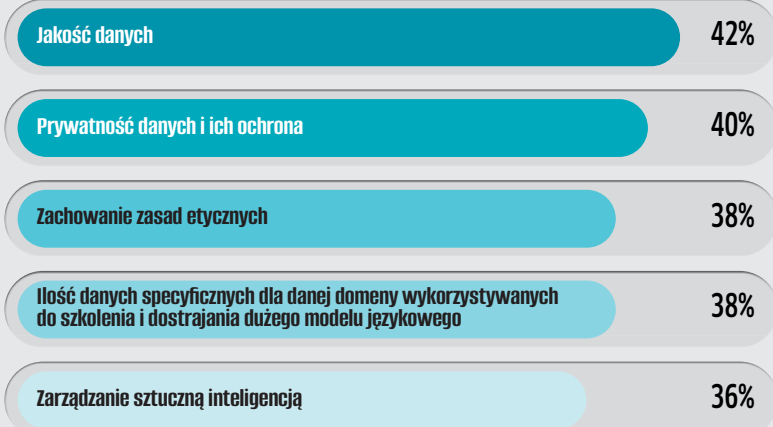 Jakość danych
42%
Prywatność danych i ich ochrona
40%
Zachowanie zasad etycznych
38%
Ilość danych specyficznych dla danej domeny wykorzystywanych
do szkolenia i dostrajania dużego modelu językowego
38%
Zarządzanie sztuczną inteligencją
36%